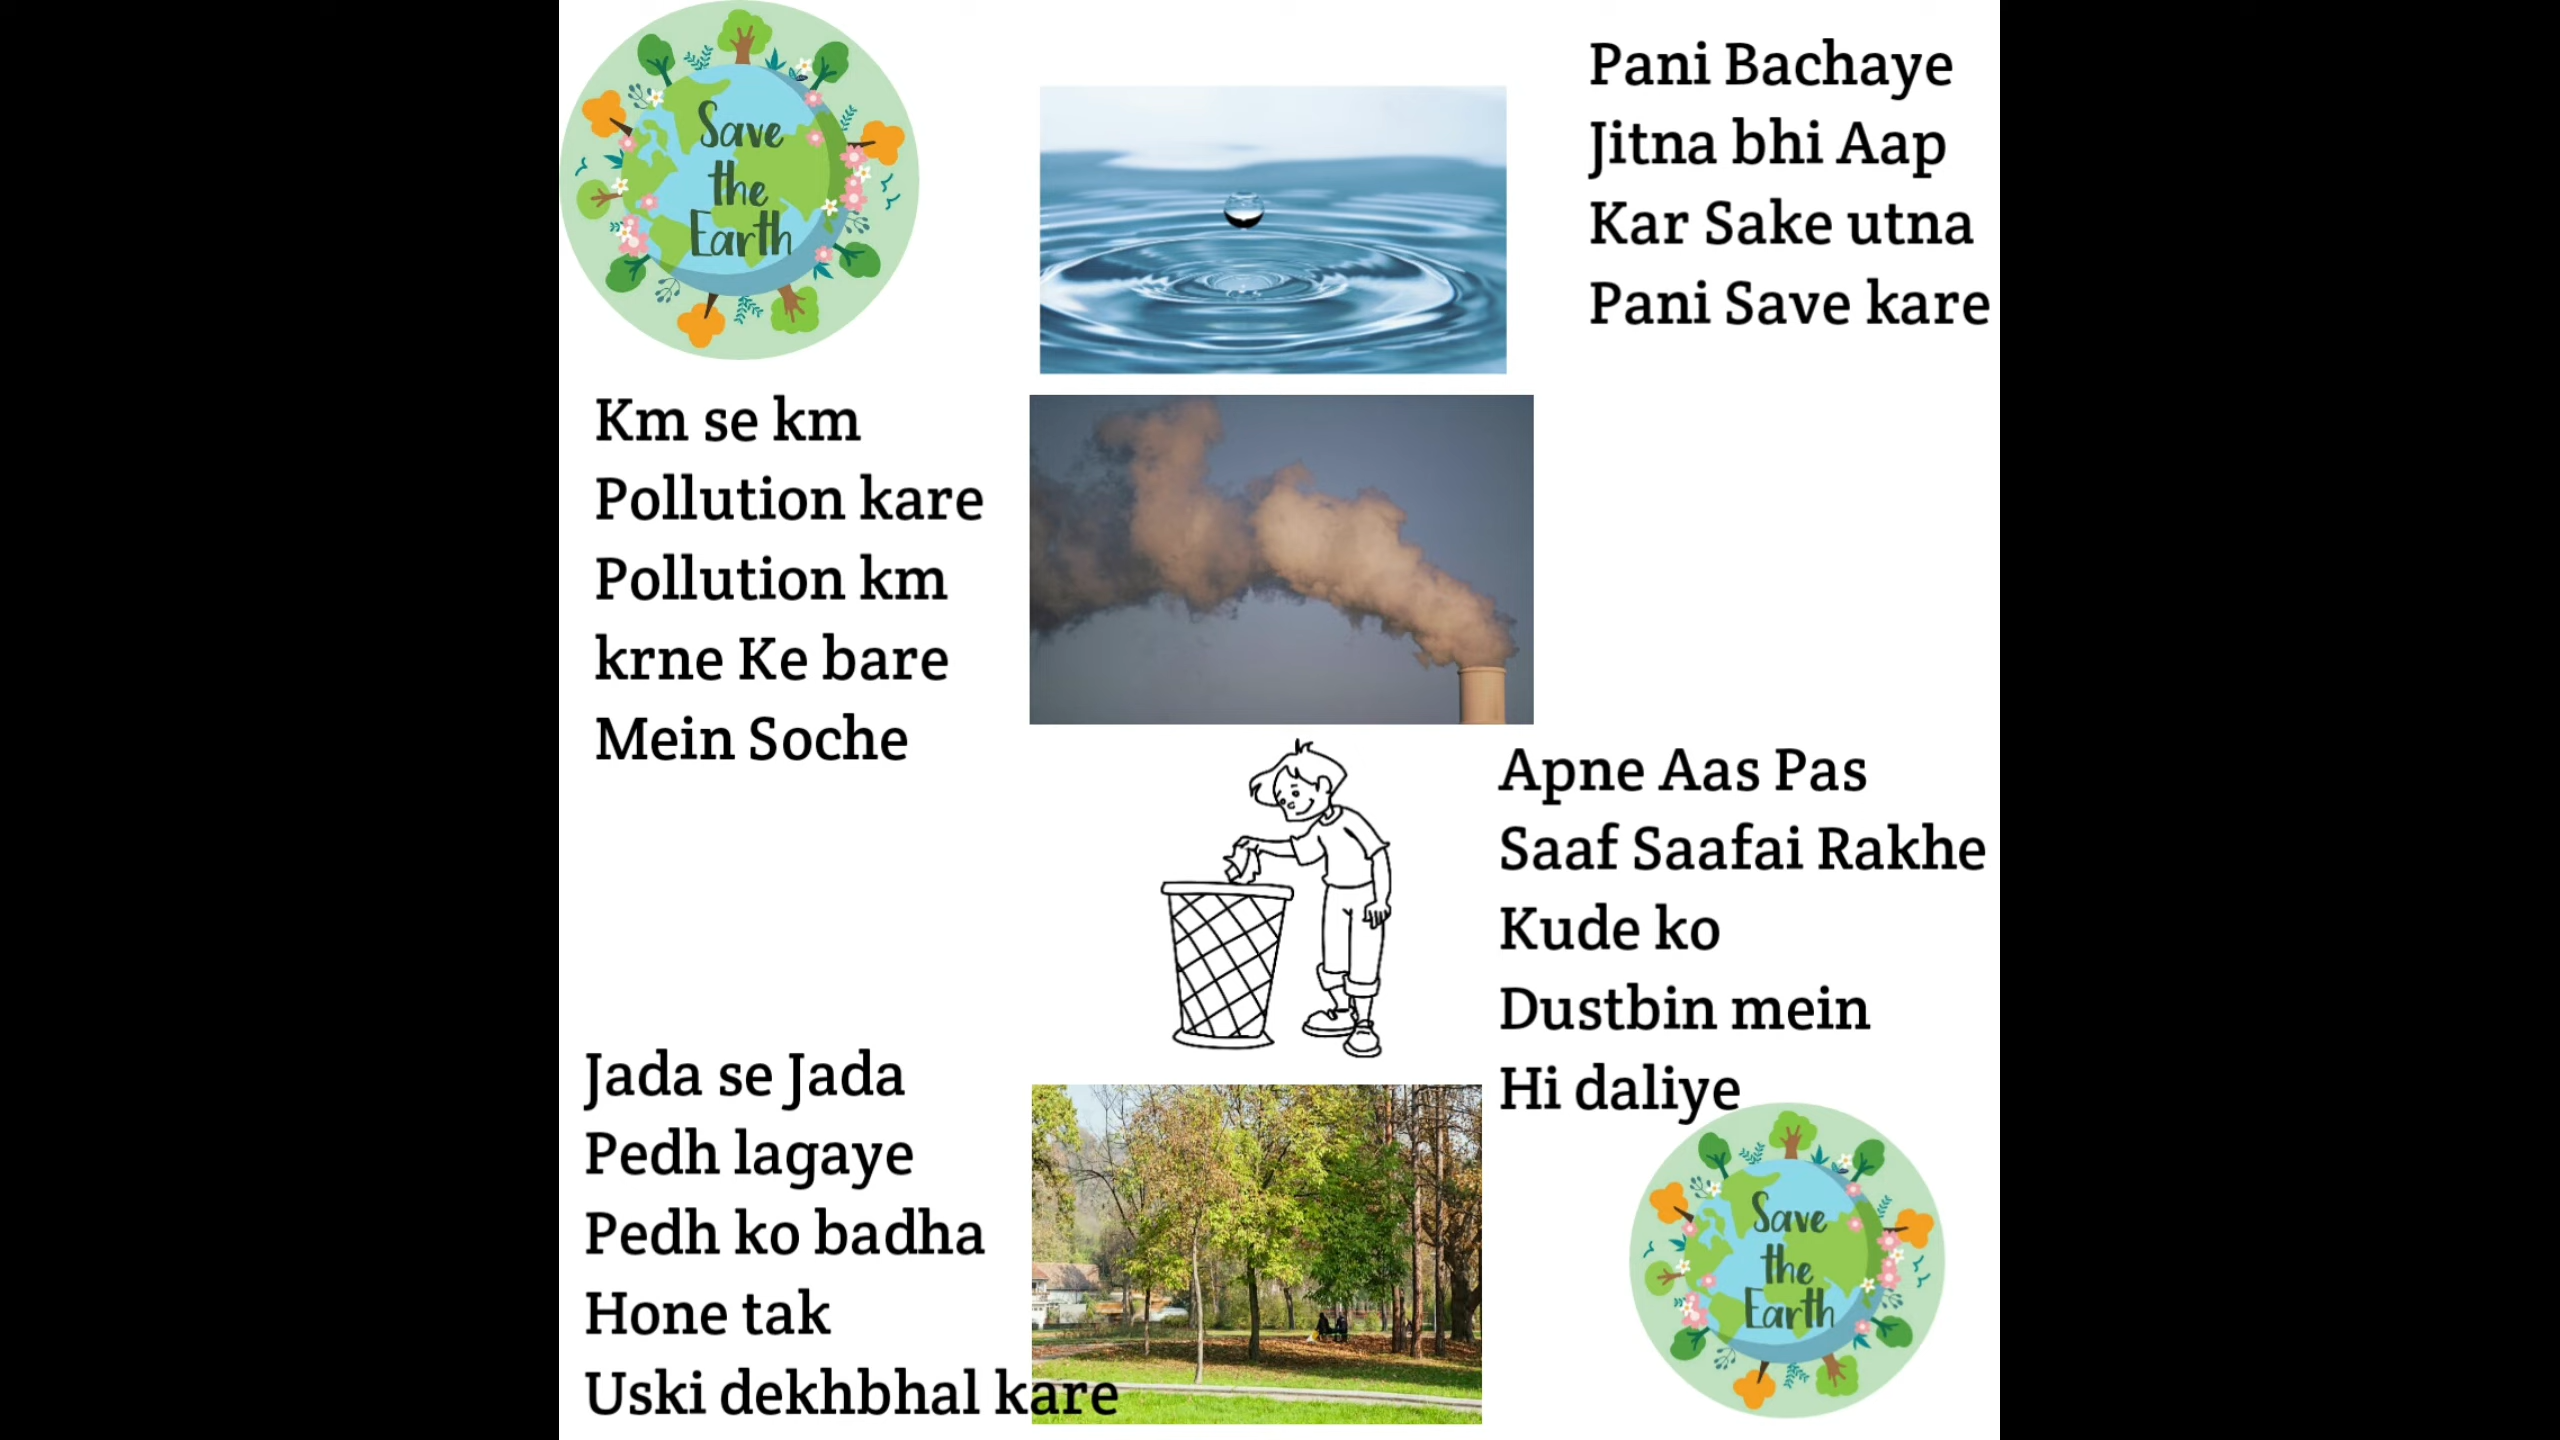 Save
the
Earth
Pani Bachaye
Jitna bhi Aap
Kar Sake utna
Pani Save kare
Km se km
Pollution kare
Pollution km
krne Ke bare
Mein Soche
Apne Aas Pas
Saaf Saafai Rakhe
Kude ko
Dustbin mein
Hi daliye
Jada se Jada
Pedh lagaye
Pedh ko badha
Hone tak
Uski dekhbhal kare
Save
the
Earth